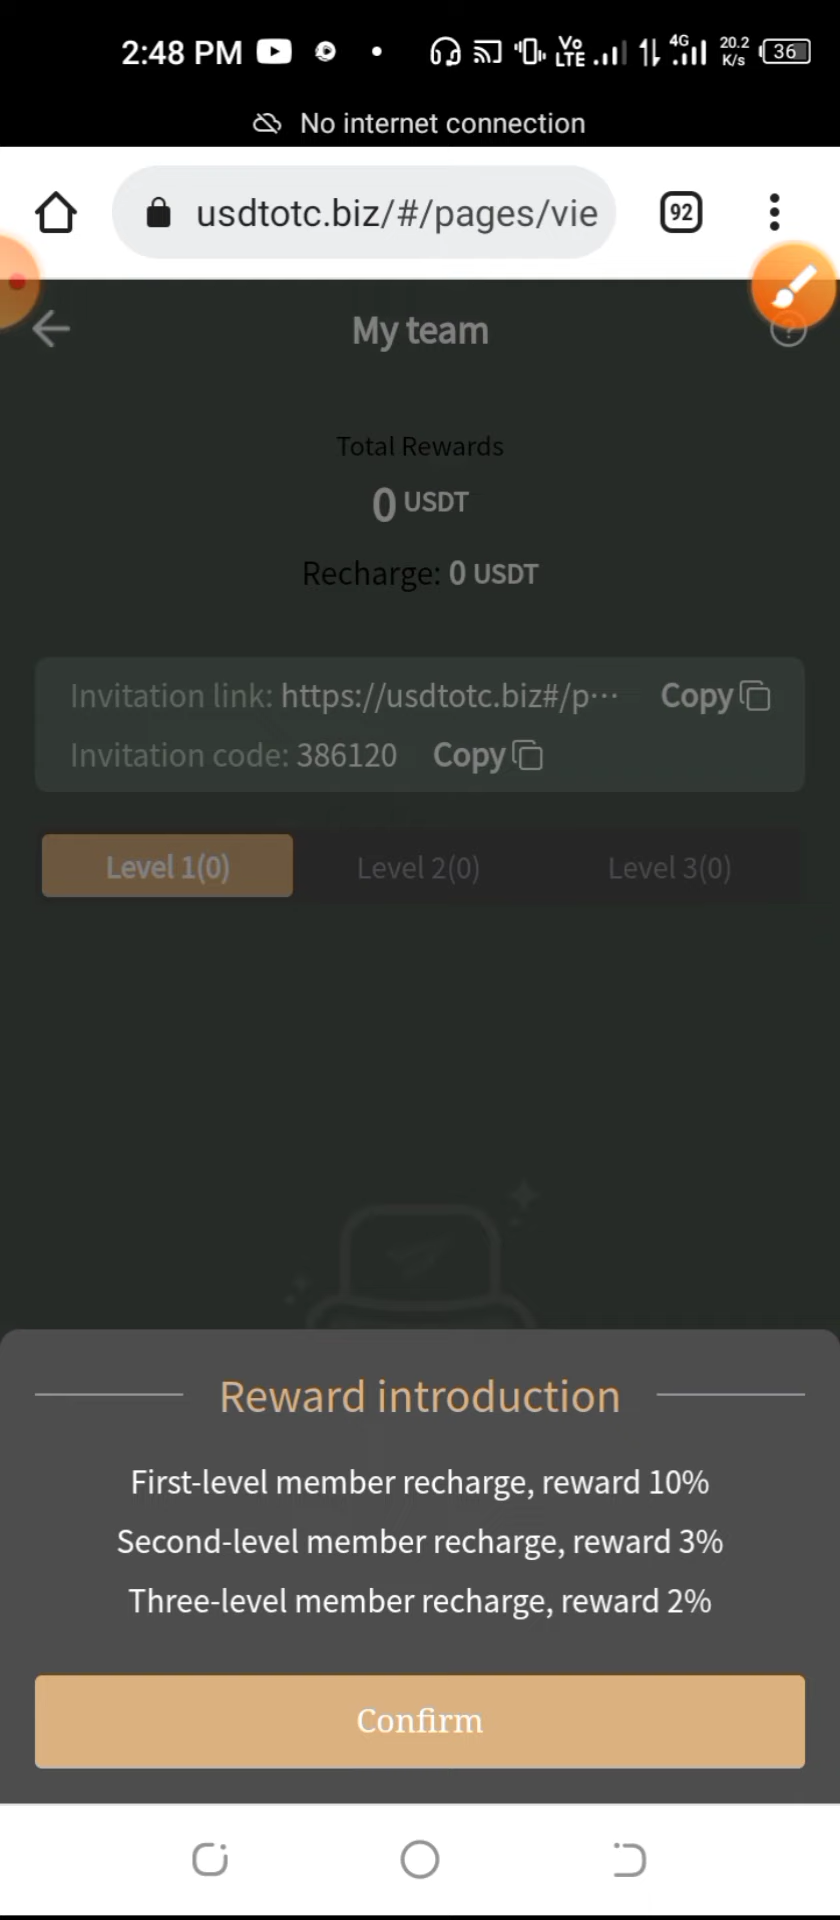 2:48 PM Vo LTE 4G 20.2 K/s 36
No internet connection
usdtotc.biz/#/pages/vie 92
My team
?
Total Rewards
0 USDT
Recharge: 0 USDT
Invitation link: https://usdtotc.biz#/p··· Copy
Invitation code: 386120 Copy
Level 1(0) Level 2(0) Level 3(0)
Reward introduction
First-level member recharge, reward 10%
Second-level member recharge, reward 3%
Three-level member recharge, reward 2%
Confirm